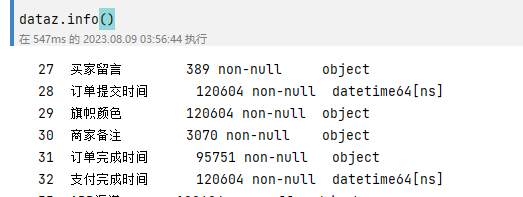 dataz.info()
在 547ms 的 2023.08.09 03:56:44 执行
27 买家留言 389 non-null object
28 订单提交时间 120604 non-null datetime64[ns]
29 旗帜颜色 120604 non-null object
30 商家备注 3070 non-null object
31 订单完成时间 95751 non-null object
32 支付完成时间 120604 non-null datetime64[ns]